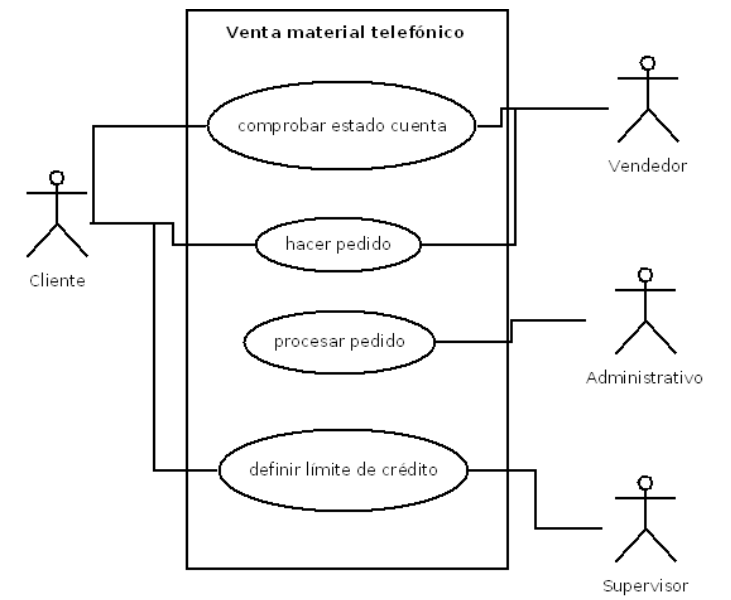 Venta material telefónico
comprobar estado cuenta
Vendedor
hacer pedido
Cliente
procesar pedido
Administrativo
definir límite de crédito
Supervisor